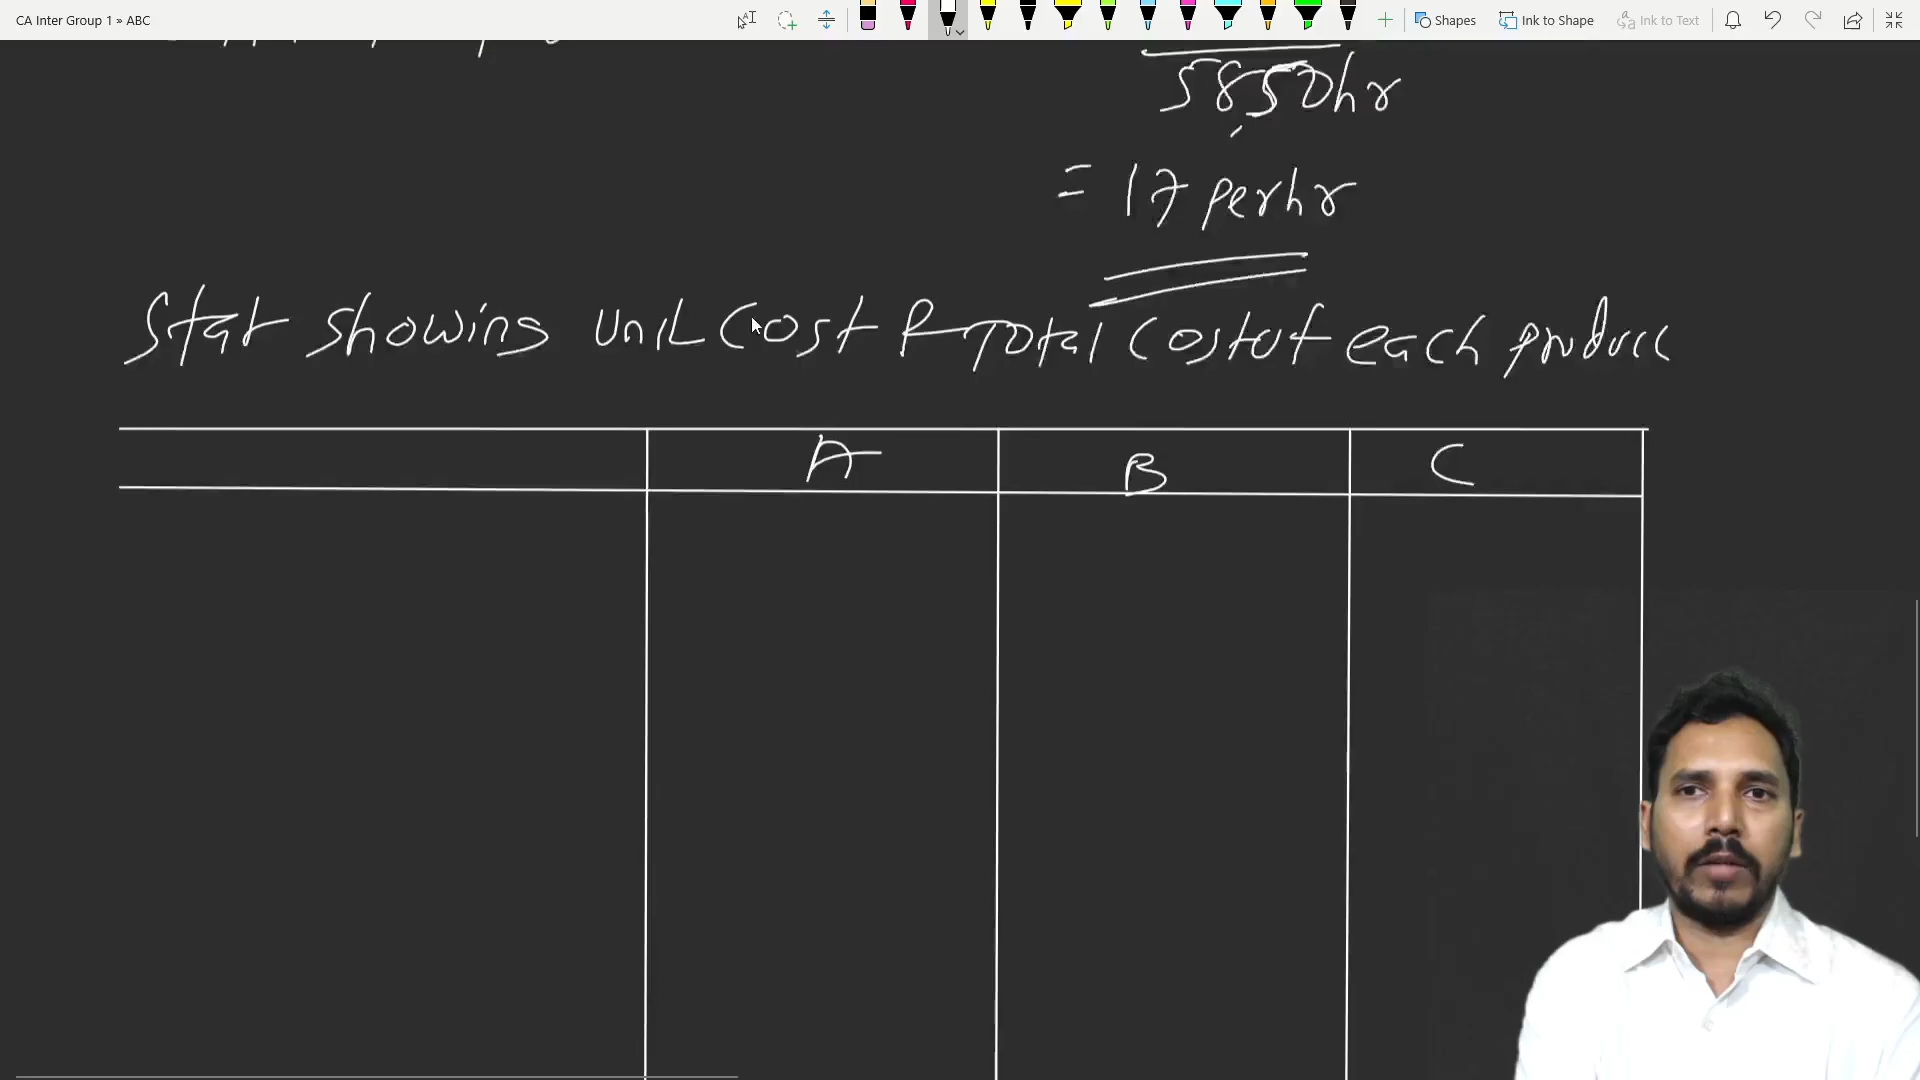 CA Inter Group 1 » ABC
Shapes
Ink to Shape
Ink to Text
5850hr
= 17 per hr
Stat showing unit cost & total cost of each product
A B C